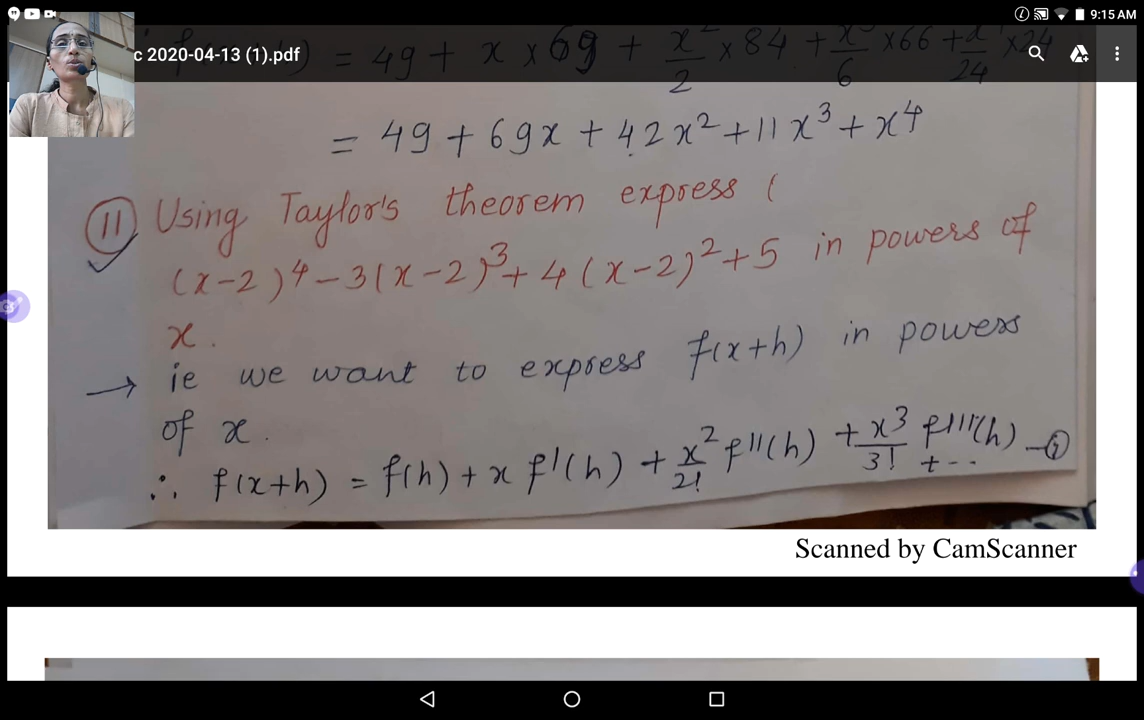 9:15 AM
c 2020-04-13 (1).pdf
= 49 + x × 69 + x²/2 × 84 + x³/6 × 66 + x⁴/24 × 24
= 49 + 69x + 42x² + 11x³ + x⁴
(11) Using Taylor's theorem express (
(x-2)⁴ - 3(x-2)³ + 4(x-2)² + 5 in powers of
x.
→ ie we want to express f(x+h) in powers
of x.
∴ f(x+h) = f(h) + x f'(h) + x²/2! f''(h) + x³/3! f'''(h) + -- —①
Scanned by CamScanner